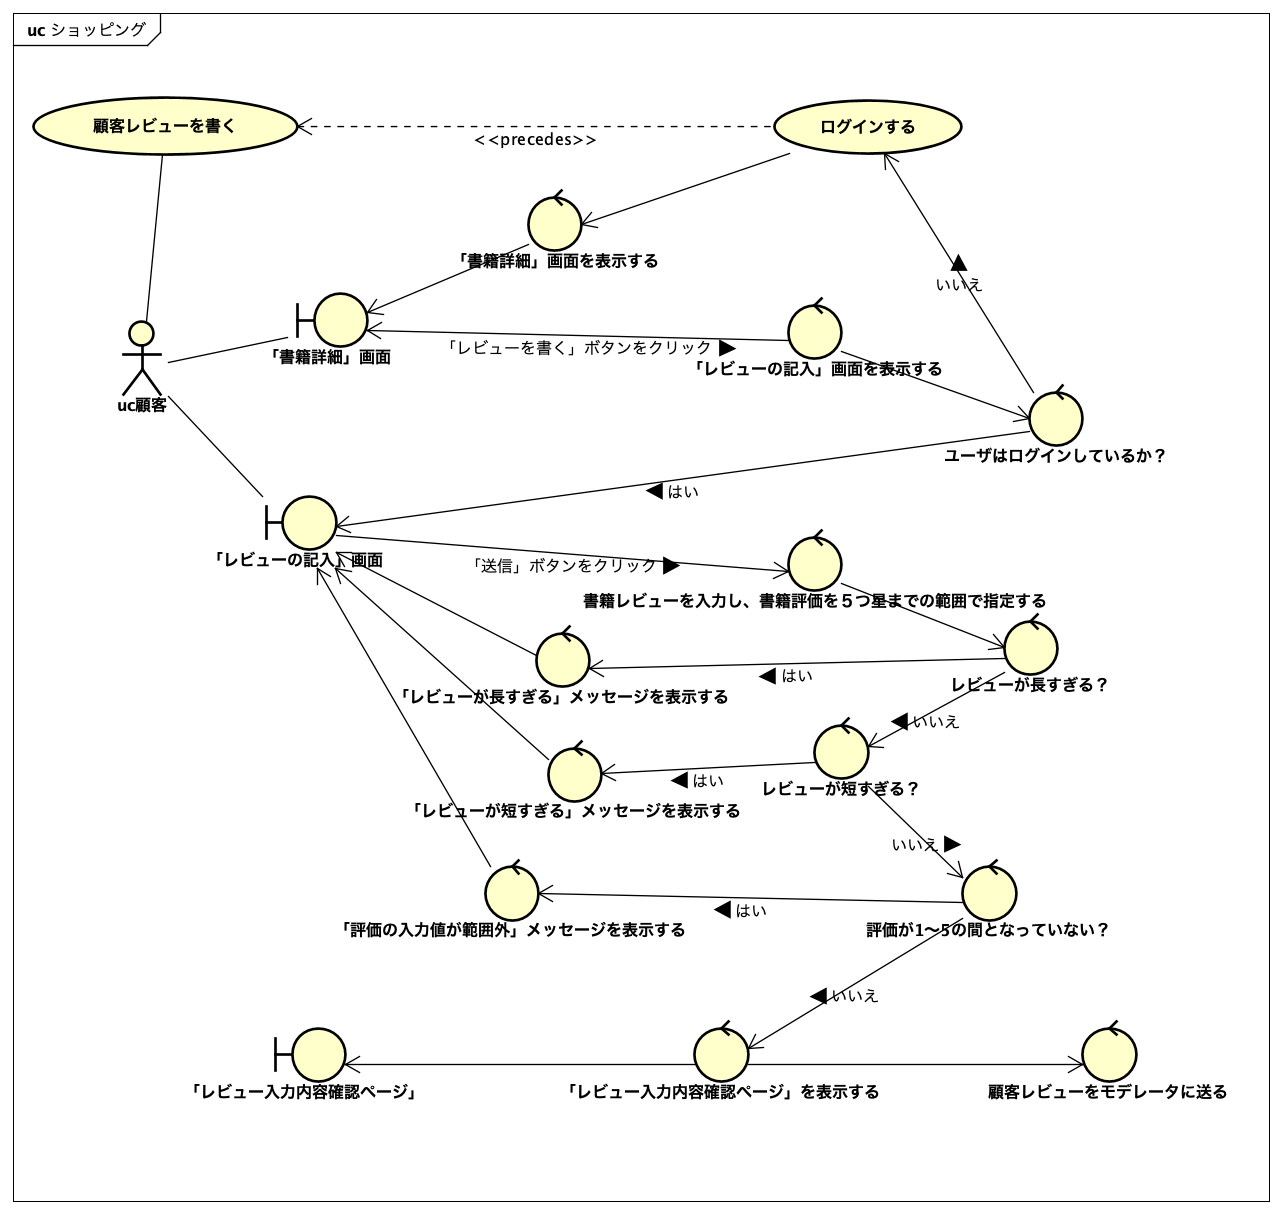 uc ショッピング
顧客レビューを書く
ログインする
<<precedes>>
「書籍詳細」画面を表示する
いいえ
「書籍詳細」画面
「レビューを書く」ボタンをクリック ▶
「レビューの記入」画面を表示する
uc顧客
ユーザはログインしているか？
◀ はい
「レビューの記入」画面
「送信」ボタンをクリック ▶
書籍レビューを入力し、書籍評価を５つ星までの範囲で指定する
◀ はい
レビューが長すぎる？
「レビューが長すぎる」メッセージを表示する
◀ いいえ
◀ はい
レビューが短すぎる？
「レビューが短すぎる」メッセージを表示する
いいえ ▶
◀ はい
「評価の入力値が範囲外」メッセージを表示する
評価が1〜5の間となっていない？
◀ いいえ
「レビュー入力内容確認ページ」
「レビュー入力内容確認ページ」を表示する
顧客レビューをモデレータに送る